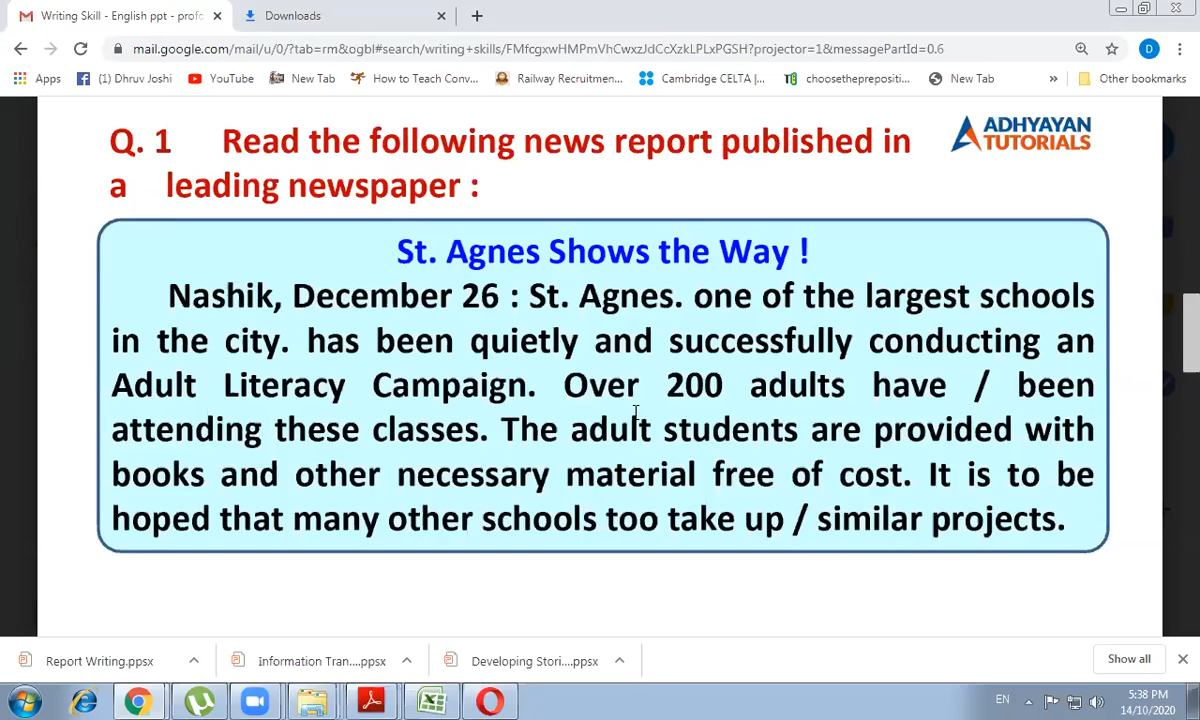 Writing Skill - English ppt - profo
Downloads
mail.google.com/mail/u/0/?tab=rm&ogbl#search/writing+skills/FMfcgxwHMPmVhCwxzJdCcXzklPLxPGSH?projector=1&messagePartId=0.6
D
Apps (1) Dhruv Joshi YouTube New Tab How to Teach Conv... Railway Recruitmen... Cambridge CELTA |... choosetheprepositi... New Tab » Other bookmarks
Q. 1 Read the following news report published in
a leading newspaper :
ADHYAYAN
TUTORIALS
St. Agnes Shows the Way !
Nashik, December 26 : St. Agnes. one of the largest schools
in the city. has been quietly and successfully conducting an
Adult Literacy Campaign. Over 200 adults have / been
attending these classes. The adult students are provided with
books and other necessary material free of cost. It is to be
hoped that many other schools too take up / similar projects.
Report Writing.ppsx
Information Tran....ppsx
Developing Stori....ppsx
Show all
EN
5:38 PM
14/10/2020